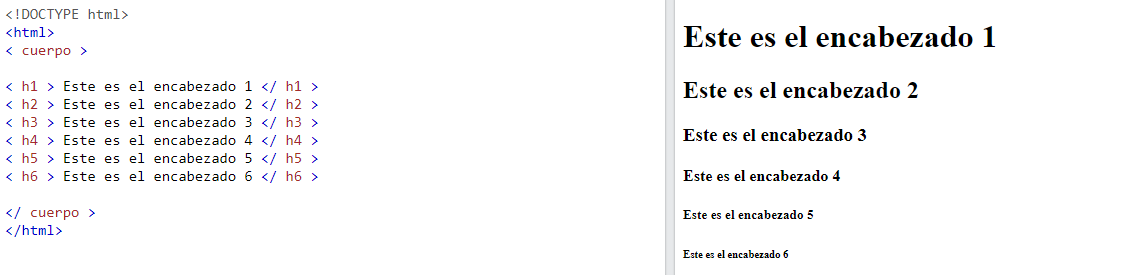 <!DOCTYPE html>
<html>
< cuerpo >
< h1 > Este es el encabezado 1 </ h1 >
< h2 > Este es el encabezado 2 </ h2 >
< h3 > Este es el encabezado 3 </ h3 >
< h4 > Este es el encabezado 4 </ h4 >
< h5 > Este es el encabezado 5 </ h5 >
< h6 > Este es el encabezado 6 </ h6 >
</ cuerpo >
</html>
Este es el encabezado 1
Este es el encabezado 2
Este es el encabezado 3
Este es el encabezado 4
Este es el encabezado 5
Este es el encabezado 6